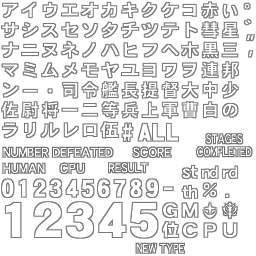 アイウエオカキクケコ赤い°
サシスセソタチツテト彗星〟
ナニヌネノハヒフヘホ黒三,
マミムメモヤユヨワヲ連邦
ンー・司令艦長提督大中少
佐尉将一二等兵上軍曹白の
ラリルレロ伍#ALL
STAGES
NUMBER DEFEATED SCORE COMPLETED
HUMAN CPU RESULT
st nd rd
0123456789- th %.
12345 GM
位CPU
NEW TYPE